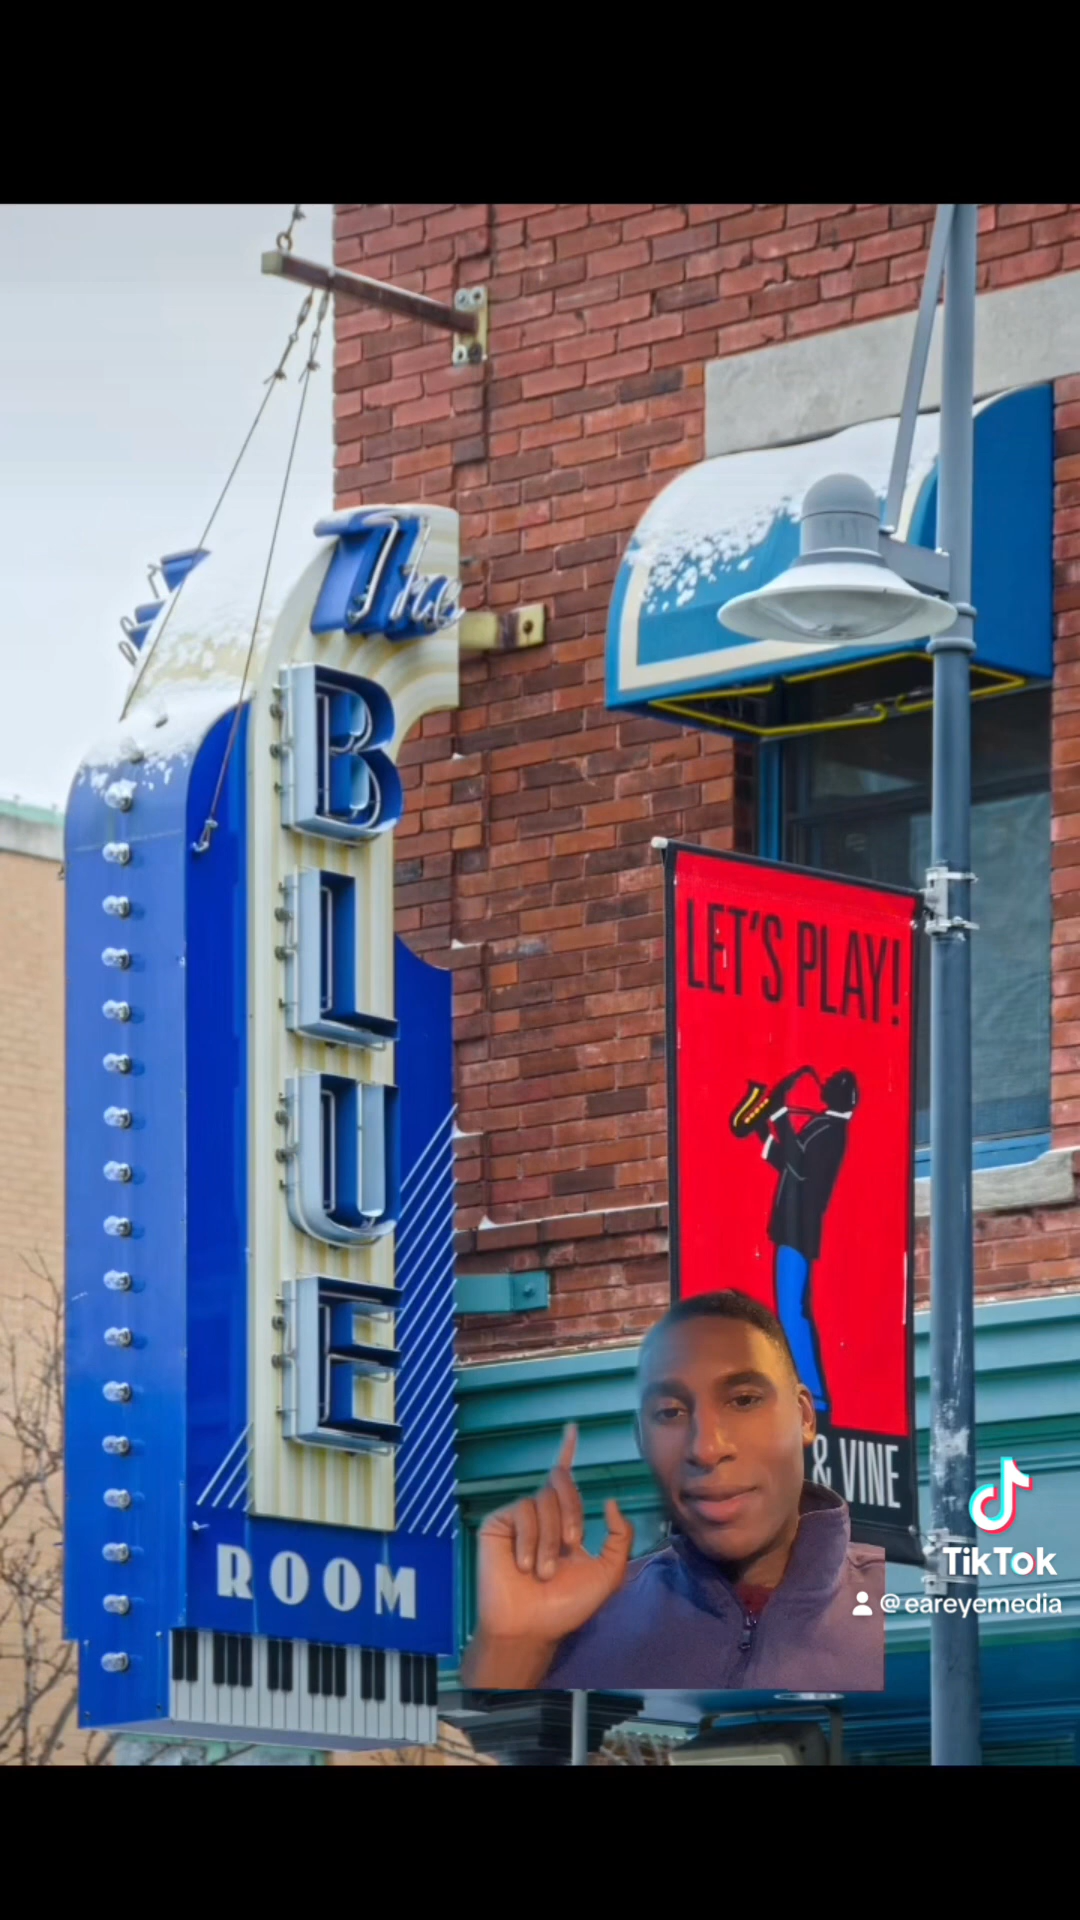 The
BLUE
ROOM
LET'S PLAY!
& VINE
TikTok
@eareyemedia